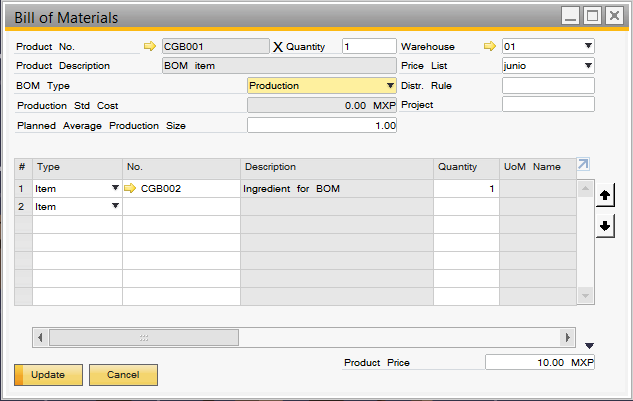 Bill of Materials
Product No. CGB001 X Quantity 1 Warehouse 01
Product Description BOM item Price List junio
BOM Type Production Distr. Rule
Production Std Cost 0.00 MXP Project
Planned Average Production Size 1.00
# Type No. Description Quantity UoM Name
1 Item CGB002 Ingredient for BOM 1
2 Item
Product Price 10.00 MXP
Update Cancel